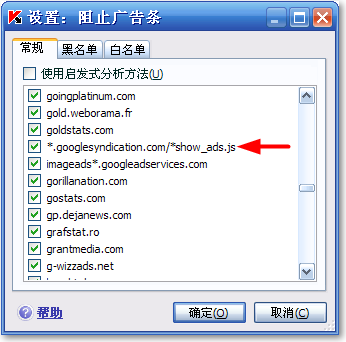 设置：阻止广告条
常规 黑名单 白名单
使用启发式分析方法(U)
goingplatinum.com
gold.weborama.fr
goldstats.com
*.googlesyndication.com/*show_ads.js
imageads*.googleadservices.com
gorillanation.com
gostats.com
gp.dejanews.com
grafstat.ro
grantmedia.com
g-wizzads.net
帮助 确定(O) 取消(C)